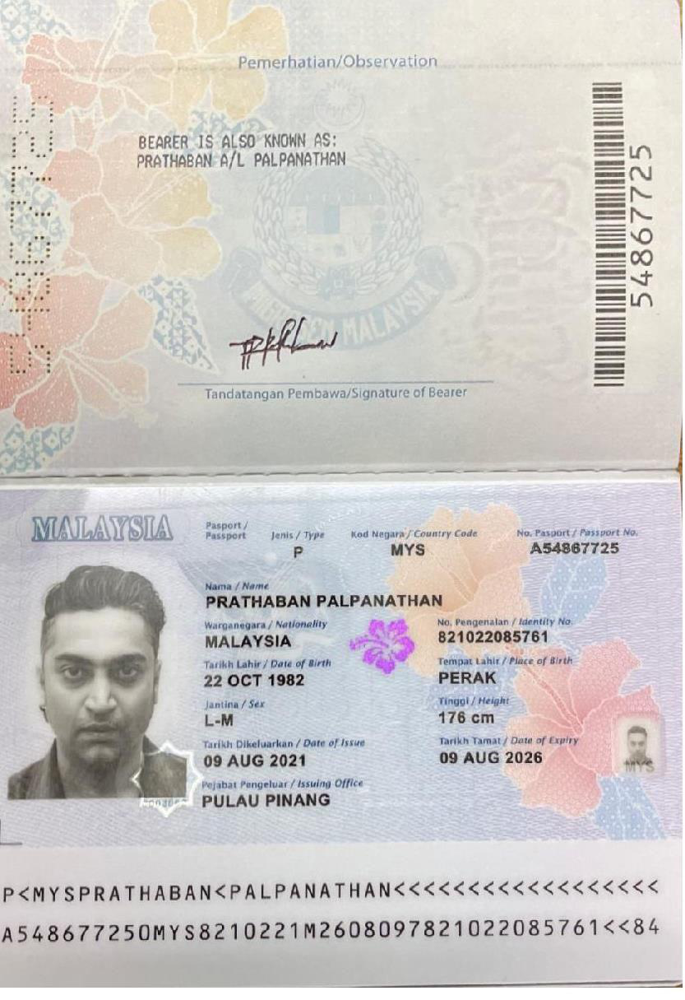 Pemerhatian/Observation
BEARER IS ALSO KNOWN AS:
PRATHABAN A/L PALPANATHAN
54867725
MALAYSIA
Tandatangan Pembawa/Signature of Bearer
MALAYSIA
Pasport / Passport
Jenis / Type
P
Kod Negara / Country Code
MYS
No. Pasport / Passport No.
A54867725
Nama / Name
PRATHABAN PALPANATHAN
Warganegara / Nationality
MALAYSIA
No. Pengenalan / Identity No.
821022085761
Tarikh Lahir / Date of Birth
22 OCT 1982
Tempat Lahir / Place of Birth
PERAK
Jantina / Sex
L-M
Tinggi / Height
176 cm
Tarikh Dikeluarkan / Date of Issue
09 AUG 2021
Tarikh Tamat / Date of Expiry
09 AUG 2026
MYS
Pejabat Pengeluar / Issuing Office
PULAU PINANG
P<MYSPRATHABAN<PALPANATHAN<<<<<<<<<<<<<<<<<<
A548677250MYS8210221M2608097821022085761<<84